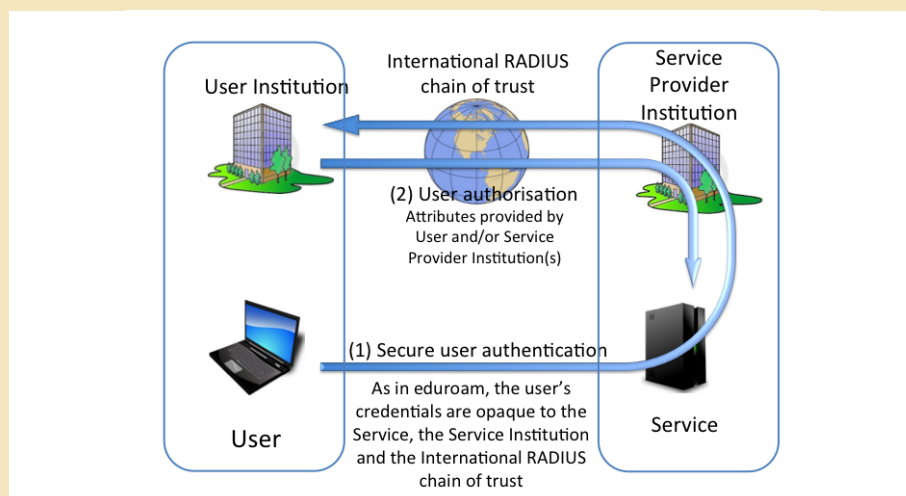 User Institution
International RADIUS
chain of trust
Service
Provider
Institution
(2) User authorisation
Attributes provided by
User and/or Service
Provider Institution(s)
(1) Secure user authentication
As in eduroam, the user's
credentials are opaque to the
Service, the Service Institution
and the International RADIUS
chain of trust
User
Service